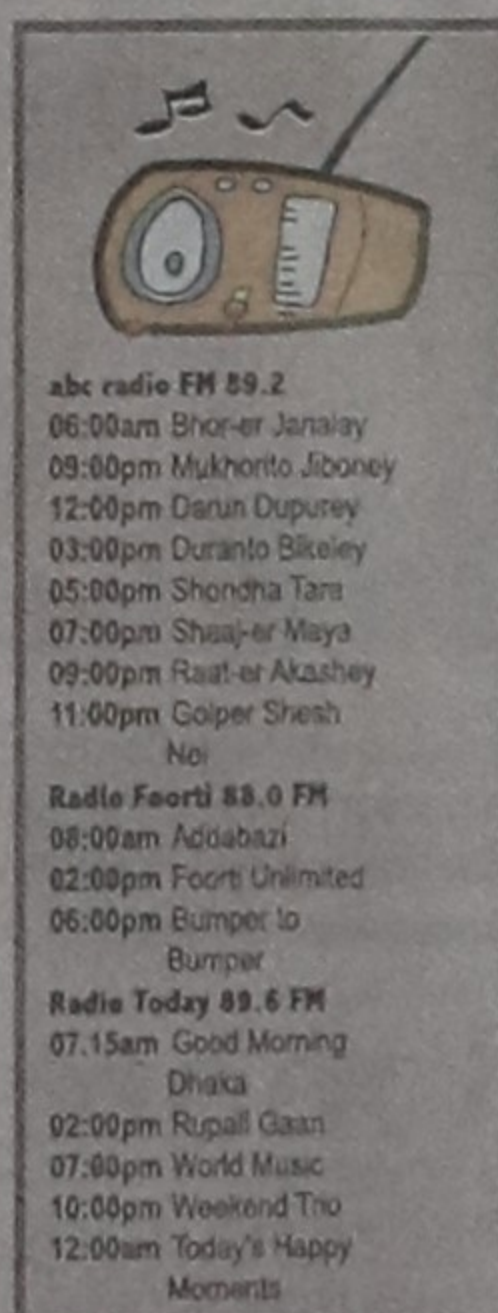 abc radio FM 89.2
06:00am Bhor-er Janalay
09:00pm Mukhorito Jiboney
12:00pm Darun Dupurey
03:00pm Duranto Bikeley
05:00pm Shondha Tara
07:00pm Shaaj-er Maya
09:00pm Raat-er Akashey
11:00pm Golper Shesh
Nei
Radio Foorti 88.0 FM
08:00am Addabazi
02:00pm Foorti Unlimited
06:00pm Bumper to
Bumper
Radio Today 89.6 FM
07.15am Good Morning
Dhaka
02:00pm Rupali Gaan
07:00pm World Music
10:00pm Weekend Trio
12:00am Today's Happy
Moments